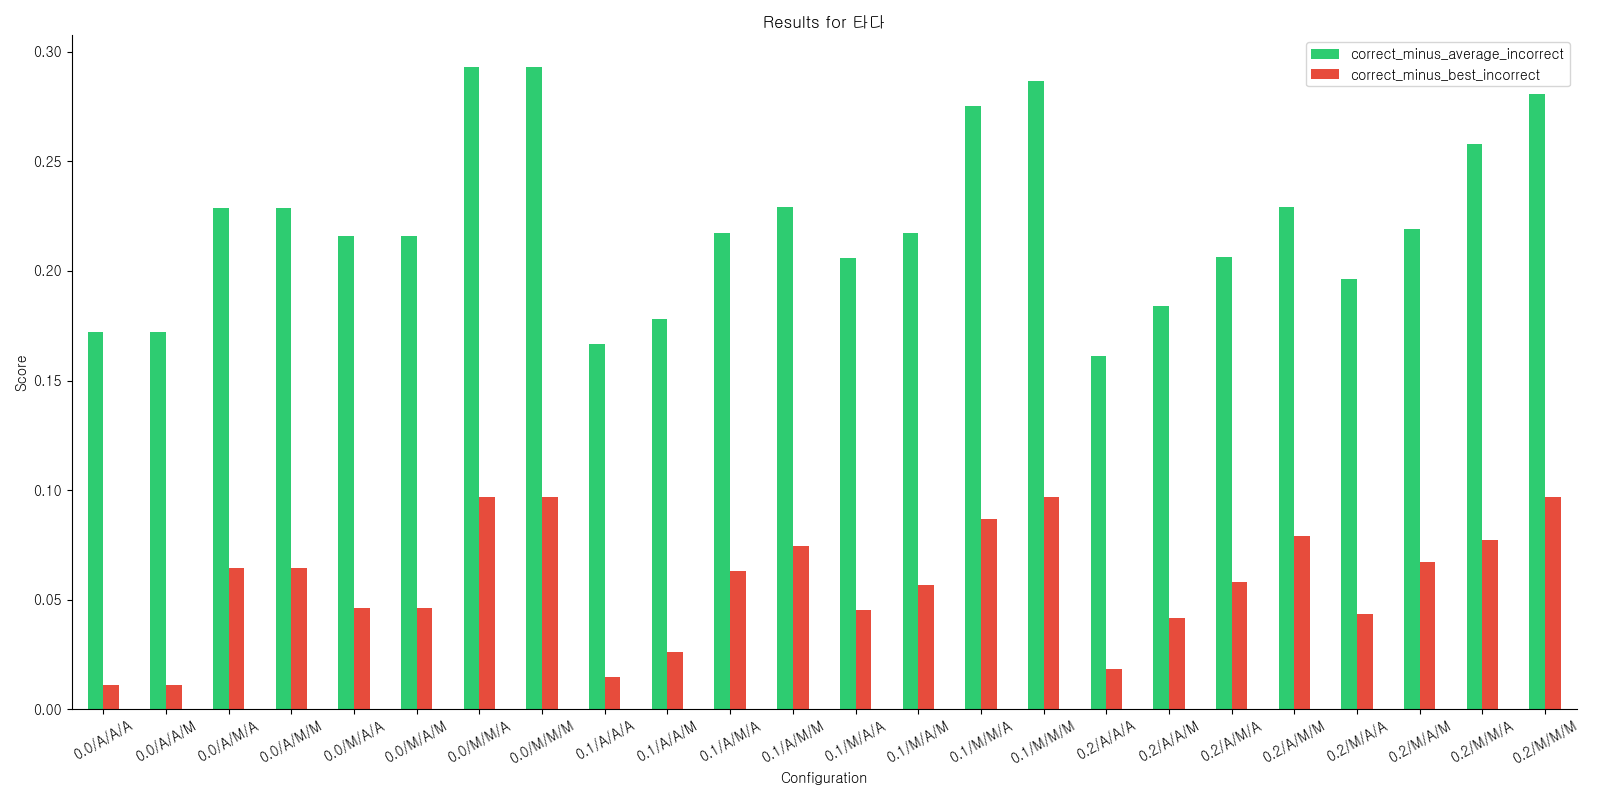 Results for 타다
correct_minus_average_incorrect
correct_minus_best_incorrect
Score
0.30
0.25
0.20
0.15
0.10
0.05
0.00
0.0/A/A/A
0.0/A/A/M
0.0/A/M/A
0.0/A/M/M
0.0/M/A/A
0.0/M/A/M
0.0/M/M/A
0.0/M/M/M
0.1/A/A/A
0.1/A/A/M
0.1/A/M/A
0.1/A/M/M
0.1/M/A/A
0.1/M/A/M
0.1/M/M/A
0.1/M/M/M
0.2/A/A/A
0.2/A/A/M
0.2/A/M/A
0.2/A/M/M
0.2/M/A/A
0.2/M/A/M
0.2/M/M/A
0.2/M/M/M
Configuration